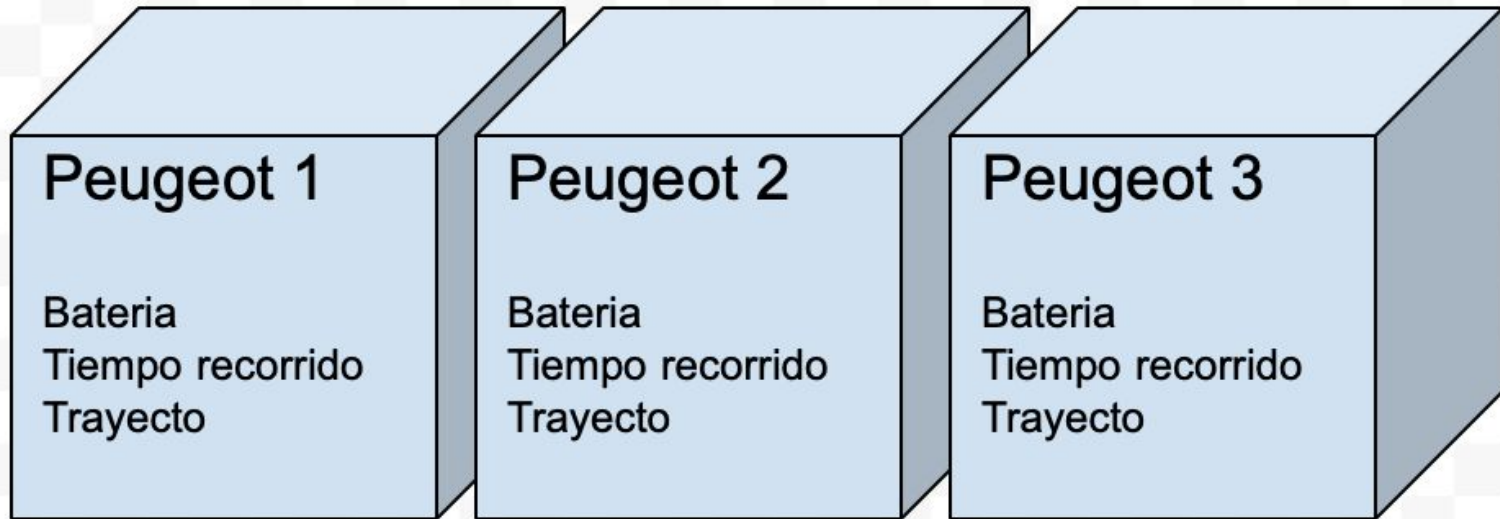 Peugeot 1
Bateria
Tiempo recorrido
Trayecto
Peugeot 2
Bateria
Tiempo recorrido
Trayecto
Peugeot 3
Bateria
Tiempo recorrido
Trayecto